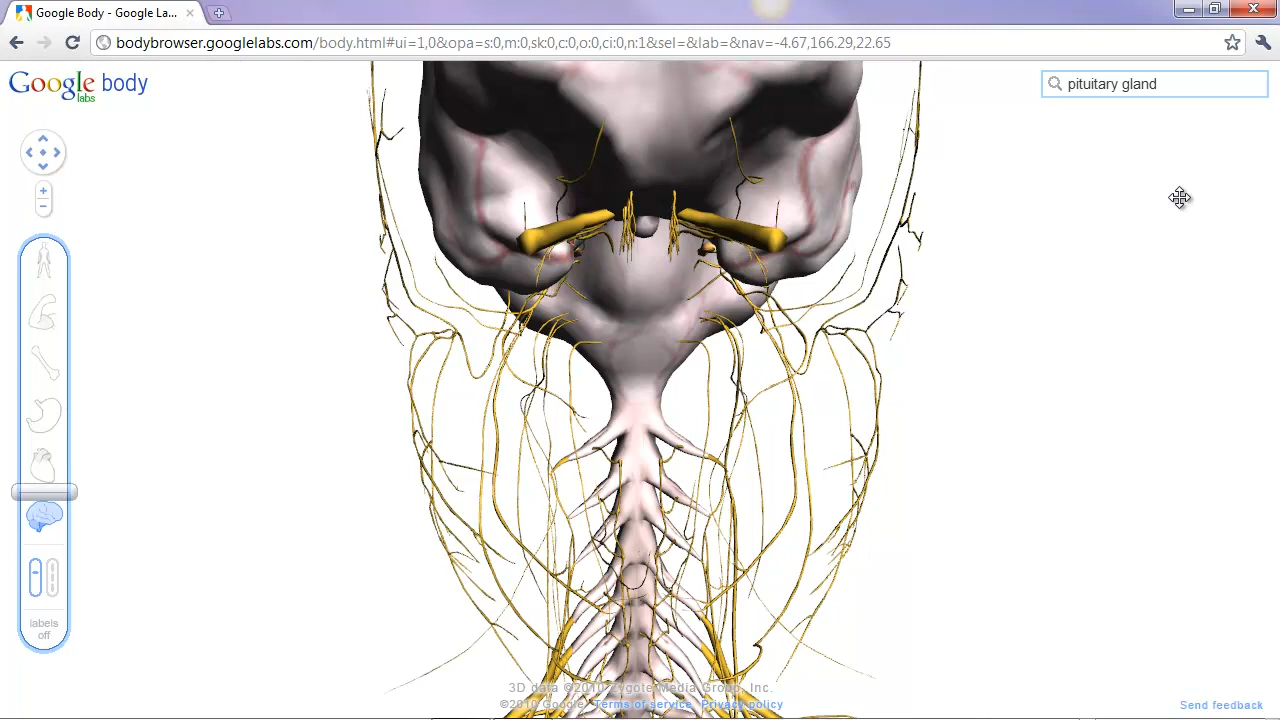 Google Body - Google La...
bodybrowser.googlelabs.com/body.html#ui=1,0&opa=s:0,m:0,sk:0,c:0,o:0,ci:0,n:1&sel=&lab=&nav=-4.67,166.29,22.65
Google body
labs
pituitary gland
labels
off
3D data ©2010 Zygote Media Group, Inc.
©2010 Google Terms of service Privacy policy
Send feedback